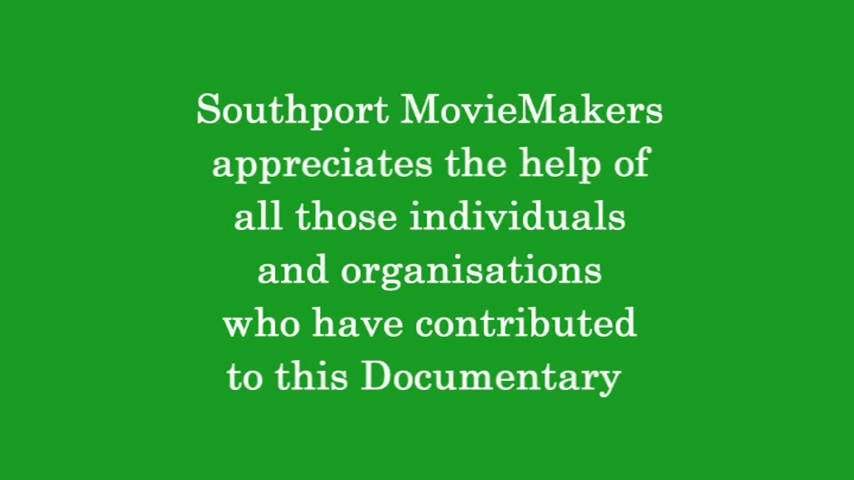 Southport MovieMakers
appreciates the help of
all those individuals
and organisations
who have contributed
to this Documentary